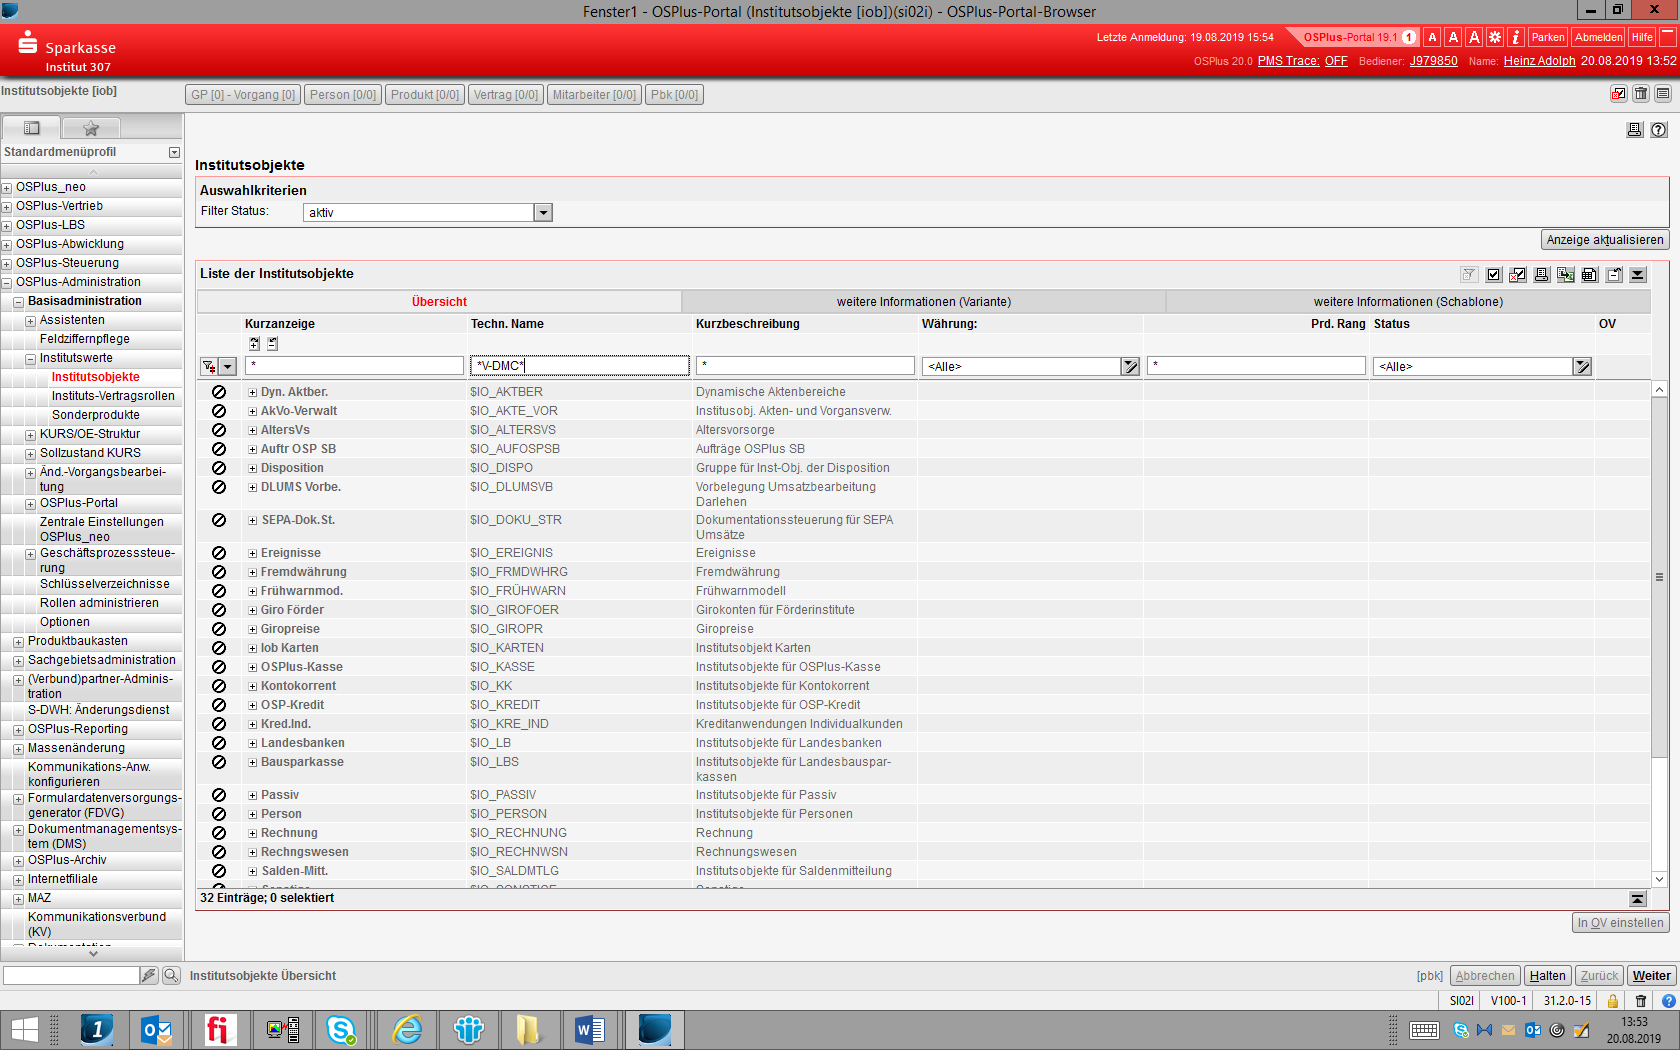 Fenster1 - OSPlus-Portal (Institutsobjekte [iob])(si02i) - OSPlus-Portal-Browser
Sparkasse
Institut 307
Letzte Anmeldung: 19.08.2019 15:54
OSPlus-Portal 19.1 1
A A A i Parken Abmelden Hilfe
OSPlus 20.0 PMS Trace: OFF Bediener: J979850 Name: Heinz Adolph 20.08.2019 13:52
Institutsobjekte [iob]
GP [0] - Vorgang [0] Person [0/0] Produkt [0/0] Vertrag [0/0] Mitarbeiter [0/0] Pbk [0/0]
Standardmenüprofil
OSPlus_neo
OSPlus-Vertrieb
OSPlus-LBS
OSPlus-Abwicklung
OSPlus-Steuerung
OSPlus-Administration
Basisadministration
Assistenten
Feldziffernpflege
Institutswerte
Institutsobjekte
Instituts-Vertragsrollen
Sonderprodukte
KURS/OE-Struktur
Sollzustand KURS
Änd.-Vorgangsbearbei-
tung
OSPlus-Portal
Zentrale Einstellungen
OSPlus_neo
Geschäftsprozesssteue-
rung
Schlüsselverzeichnisse
Rollen administrieren
Optionen
Produktbaukasten
Sachgebietsadministration
(Verbund)partner-Adminis-
tration
S-DWH: Änderungsdienst
OSPlus-Reporting
Massenänderung
Kommunikations-Anw.
konfigurieren
Formulardatenversorgungs-
generator (FDVG)
Dokumentmanagementsys-
tem (DMS)
OSPlus-Archiv
Internetfiliale
MAZ
Kommunikationsverbund
(KV)
Dokumentation
Institutsobjekte
Auswahlkriterien
Filter Status: aktiv
Anzeige aktualisieren
Liste der Institutsobjekte
Übersicht weitere Informationen (Variante) weitere Informationen (Schablone)
Kurzanzeige Techn. Name Kurzbeschreibung Währung: Prd. Rang Status OV
* *V-DMC* * <Alle> * <Alle>
Dyn. Aktber. $IO_AKTBER Dynamische Aktenbereiche
AkVo-Verwalt $IO_AKTE_VOR Institusobj. Akten- und Vorgansverw.
AltersVs $IO_ALTERSVS Altersvorsorge
Auftr OSP SB $IO_AUFOSPSB Aufträge OSPlus SB
Disposition $IO_DISPO Gruppe für Inst-Obj. der Disposition
DLUMS Vorbe. $IO_DLUMSVB Vorbelegung Umsatzbearbeitung
Darlehen
SEPA-Dok.St. $IO_DOKU_STR Dokumentationssteuerung für SEPA
Umsätze
Ereignisse $IO_EREIGNIS Ereignisse
Fremdwährung $IO_FRMDWHRG Fremdwährung
Frühwarnmod. $IO_FRÜHWARN Frühwarnmodell
Giro Förder $IO_GIROFOER Girokonten für Förderinstitute
Giropreise $IO_GIROPR Giropreise
Iob Karten $IO_KARTEN Institutsobjekt Karten
OSPlus-Kasse $IO_KASSE Institutsobjekte für OSPlus-Kasse
Kontokorrent $IO_KK Institutsobjekte für Kontokorrent
OSP-Kredit $IO_KREDIT Institutsobjekte für OSP-Kredit
Kred.Ind. $IO_KRE_IND Kreditanwendungen Individualkunden
Landesbanken $IO_LB Institutsobjekte für Landesbanken
Bausparkasse $IO_LBS Institutsobjekte für Landesbauspar-
kassen
Passiv $IO_PASSIV Institutsobjekte für Passiv
Person $IO_PERSON Institutsobjekte für Personen
Rechnung $IO_RECHNUNG Rechnung
Rechngswesen $IO_RECHNWSN Rechnungswesen
Salden-Mitt. $IO_SALDMTLG Institutsobjekte für Saldenmitteilung
Sonstige $IO_SONSTIGE Sonstige
32 Einträge; 0 selektiert
In OV einstellen
Institutsobjekte Übersicht
[pbk] Abbrechen Halten Zurück Weiter
SI02I V100-1 31.2.0-15
13:53
20.08.2019